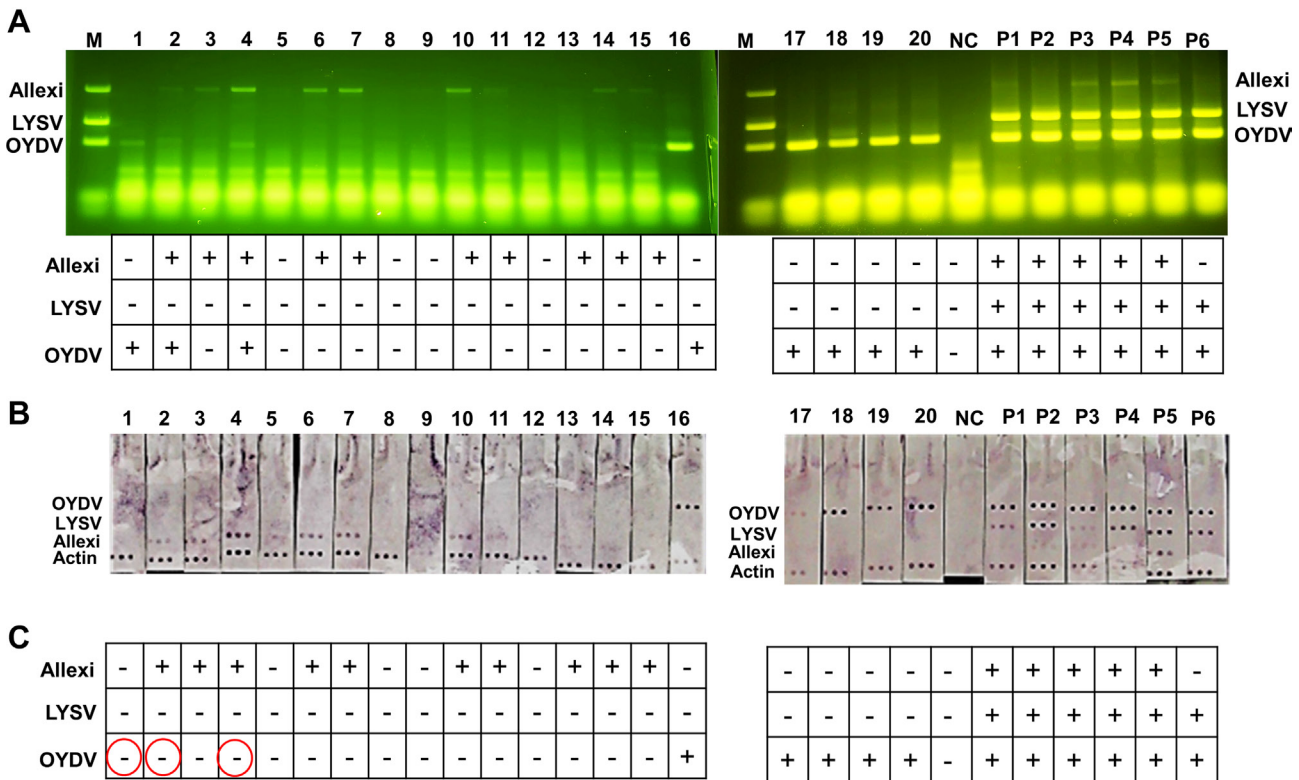 A
M 1 2 3 4 5 6 7 8 9 10 11 12 13 14 15 16 M 17 18 19 20 NC P1 P2 P3 P4 P5 P6
Allexi Allexi
LYSV LYSV
OYDV OYDV
Allexi - + + + - + + - - + + - + + + - - - - - - + + + + + -
LYSV - - - - - - - - - - - - - - - - - - - - - + + + + + +
OYDV + + - + - - - - - - - - - - - + + + + + - + + + + + +
B
1 2 3 4 5 6 7 8 9 10 11 12 13 14 15 16 17 18 19 20 NC P1 P2 P3 P4 P5 P6
OYDV OYDV
LYSV LYSV
Allexi Allexi
Actin Actin
C
Allexi - + + + - + + - - + + - + + + - - - - - - + + + + + -
LYSV - - - - - - - - - - - - - - - - - - - - - + + + + + +
OYDV - - - - - - - - - - - - - - - + + + + + - + + + + + +